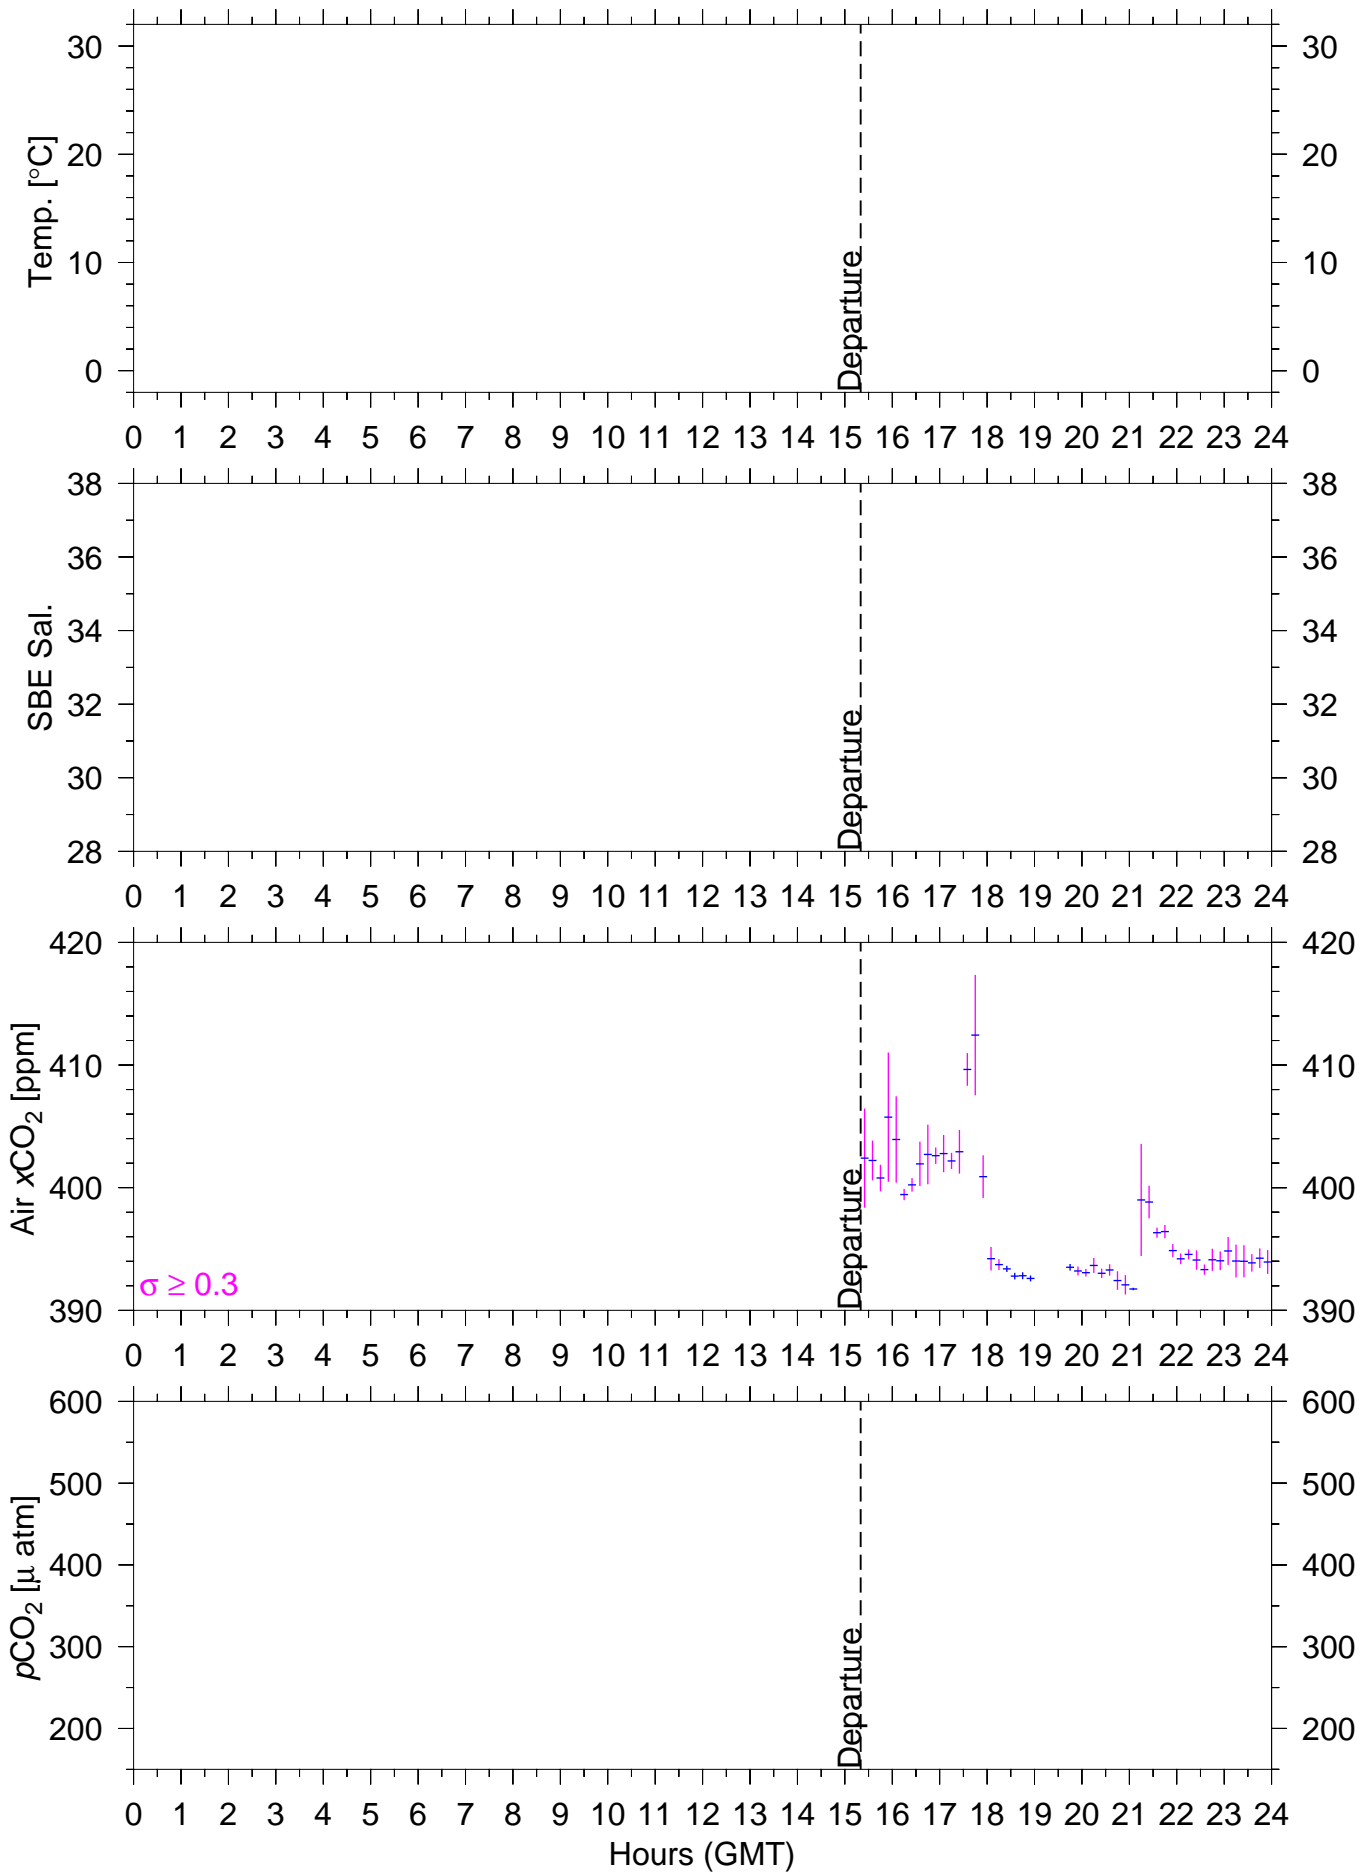 30 30
20 20
10 10
0 0
Temp. [°C]
Departure
0 1 2 3 4 5 6 7 8 9 10 11 12 13 14 15 16 17 18 19 20 21 22 23 24
38 38
36 36
34 34
32 32
30 30
28 28
SBE Sal.
Departure
0 1 2 3 4 5 6 7 8 9 10 11 12 13 14 15 16 17 18 19 20 21 22 23 24
420 420
410 410
400 400
390 390
Air xCO₂ [ppm]
σ ≥ 0.3
Departure
0 1 2 3 4 5 6 7 8 9 10 11 12 13 14 15 16 17 18 19 20 21 22 23 24
600 600
500 500
400 400
300 300
200 200
pCO₂ [μ atm]
Departure
0 1 2 3 4 5 6 7 8 9 10 11 12 13 14 15 16 17 18 19 20 21 22 23 24
Hours (GMT)